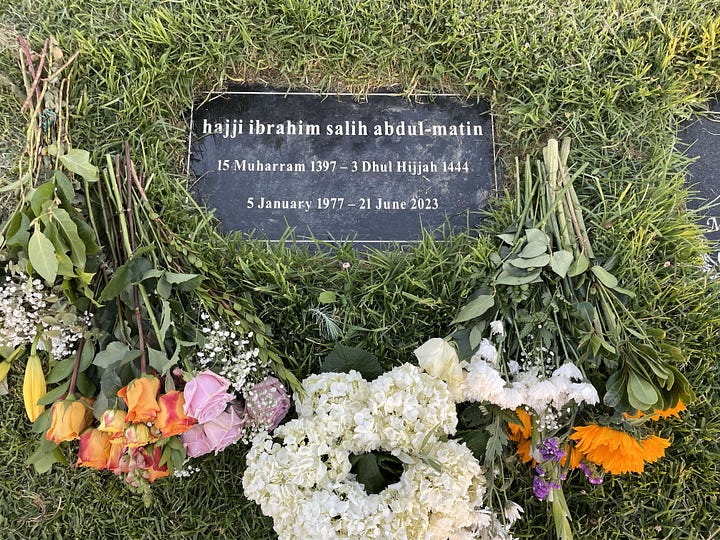 hajji ibrahim salih abdul-matin
15 Muharram 1397 – 3 Dhul Hijjah 1444
5 January 1977 – 21 June 2023